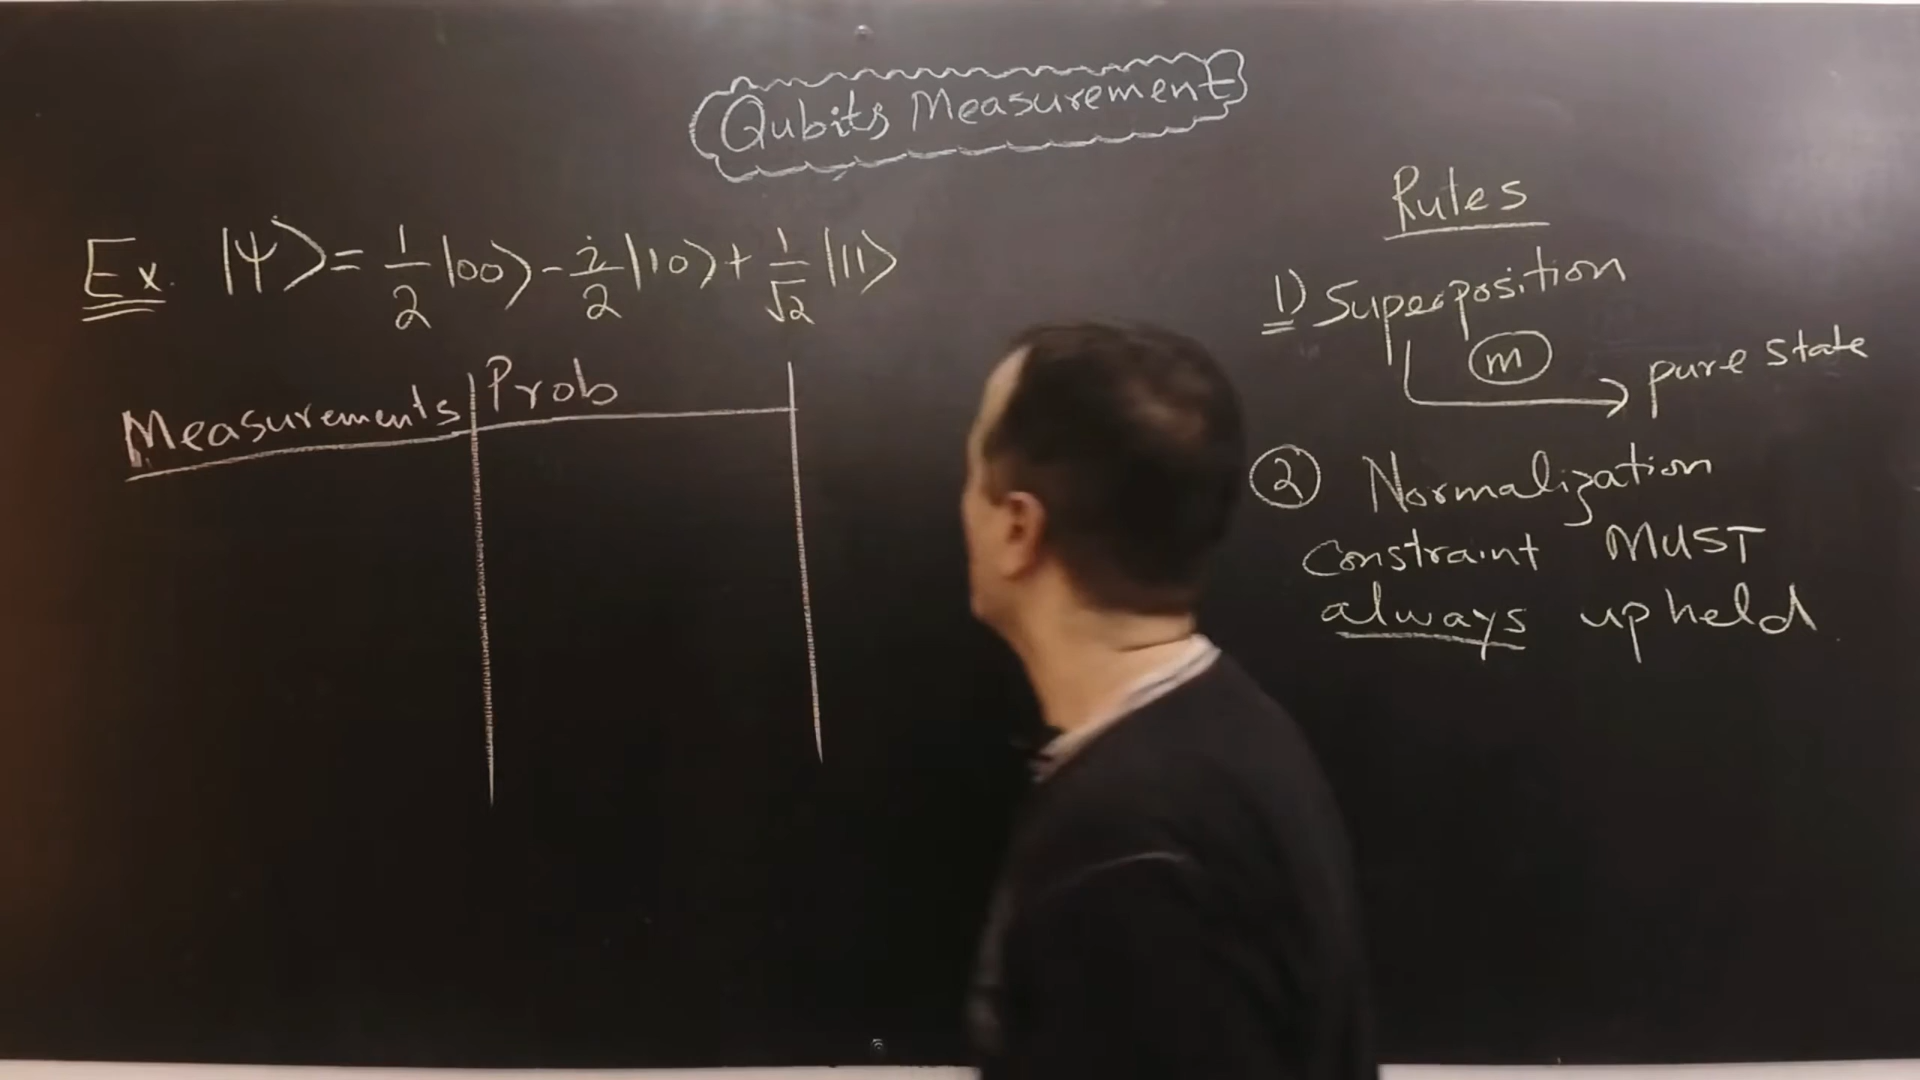 Qubits Measurement
Ex. |Ψ⟩ = 1/2 |00⟩ - i/2 |10⟩ + 1/√2 |11⟩
Measurements | Prob
Rules
1) Superposition
m → pure state
② Normalization
Constraint MUST
always upheld